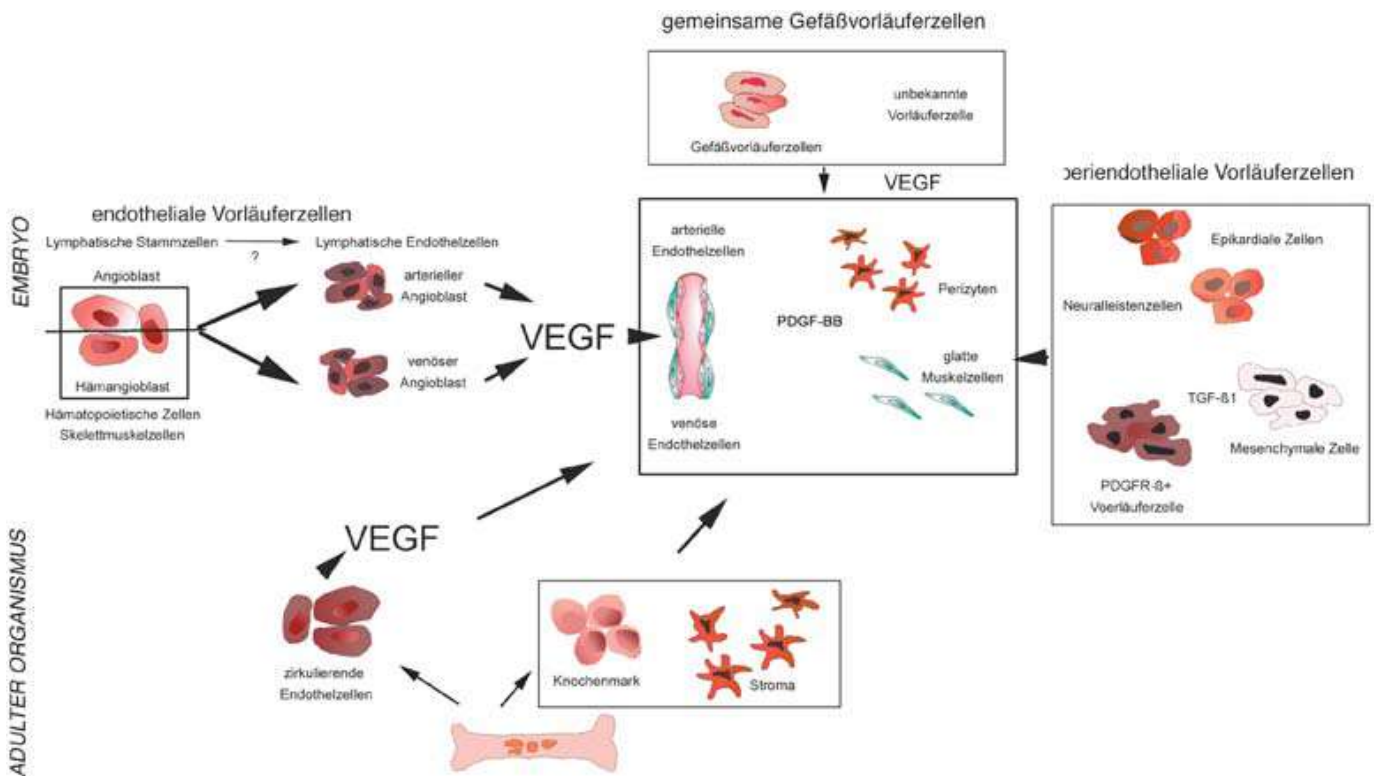 gemeinsame Gefäßvorläuferzellen
unbekannte
Vorläuferzelle
Gefäßvorläuferzellen
VEGF
periendotheliale Vorläuferzellen
EMBRYO
endotheliale Vorläuferzellen
Lymphatische Stammzellen
?
Lymphatische Endothelzellen
Angioblast
arterieller
Angioblast
Hämangioblast
Hämatopoietische Zellen
Skelettmuskelzellen
venöser
Angioblast
VEGF
arterielle
Endothelzellen
Perizyten
PDGF-BB
glatte
Muskelzellen
venöse
Endothelzellen
Epikardiale Zellen
Neuralleistenzellen
TGF-ß1
Mesenchymale Zelle
PDGFR-ß+
Voerläuferzelle
ADULTER ORGANISMUS
VEGF
zirkulierende
Endothelzellen
Knochenmark
Stroma